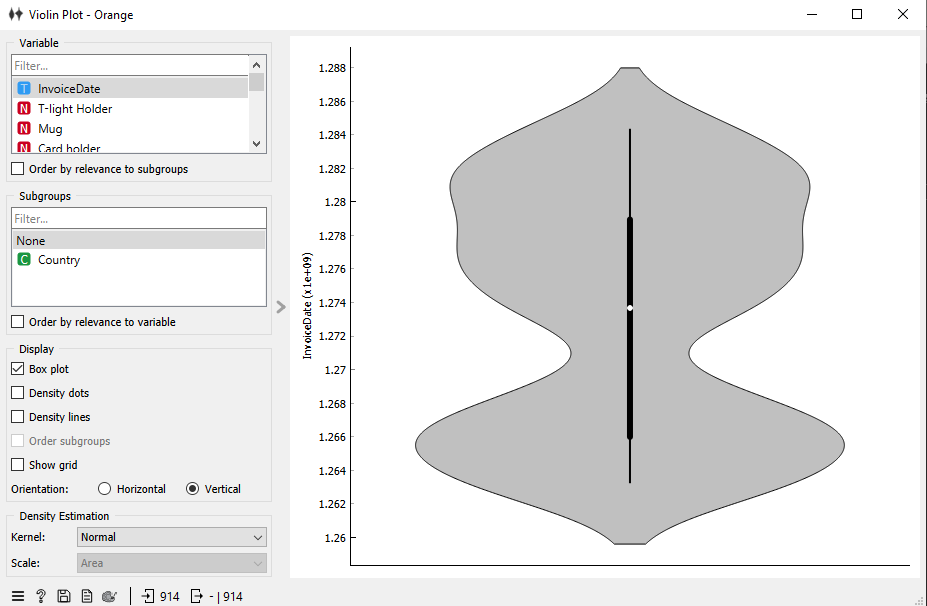 Violin Plot - Orange
Variable
Filter...
T InvoiceDate
N T-light Holder
N Mug
N Card holder
Order by relevance to subgroups
Subgroups
Filter...
None
C Country
Order by relevance to variable
Display
Box plot
Density dots
Density lines
Order subgroups
Show grid
Orientation: Horizontal Vertical
Density Estimation
Kernel: Normal
Scale: Area
914 - | 914
InvoiceDate (x1e+09)
1.288
1.286
1.284
1.282
1.28
1.278
1.276
1.274
1.272
1.27
1.268
1.266
1.264
1.262
1.26